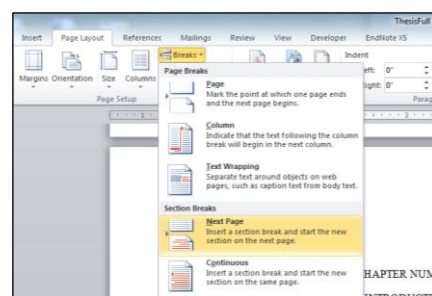 ThesisFull
Insert Page Layout References Mailings Review View Developer EndNote X5
Margins Orientation Size Columns
Breaks
Indent
Left: 0"
Right: 0"
Page Setup
Parag
Page Breaks
Page
Mark the point at which one page ends
and the next page begins.
Column
Indicate that the text following the column
break will begin in the next column.
Text Wrapping
Separate text around objects on web
pages, such as caption text from body text.
Section Breaks
Next Page
Insert a section break and start the new
section on the next page.
Continuous
Insert a section break and start the new
section on the same page.
HAPTER NUM
INTRODUCTI